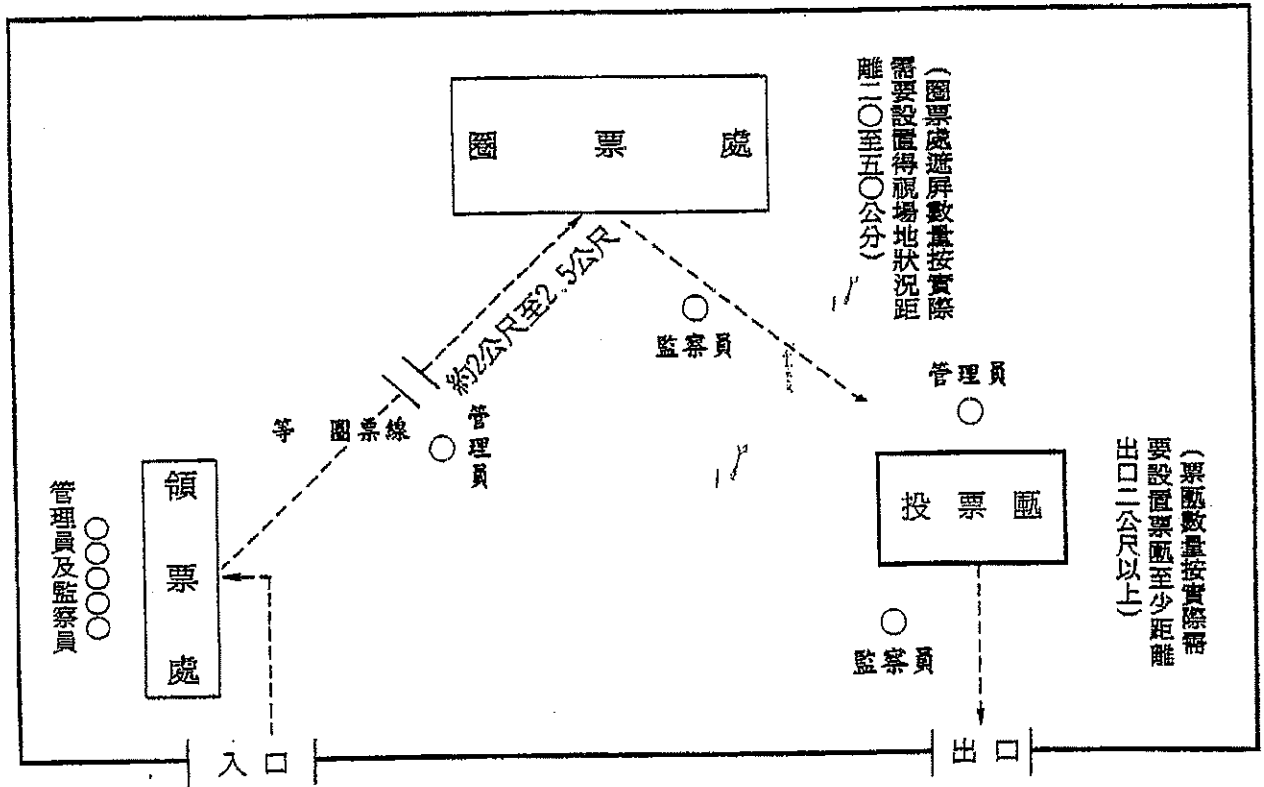 圈票處
(圈票處遮屏數量按實際
需要設置得視場地狀況距
離二〇至五〇公分)
約2公尺至2.5公尺
監察員
管理員
等 圈票線
管理員
領票處
管理員及監察員
投票匭
(票匭數量按實際需
要設置票匭至少距離
出口二公尺以上)
監察員
入口
出口